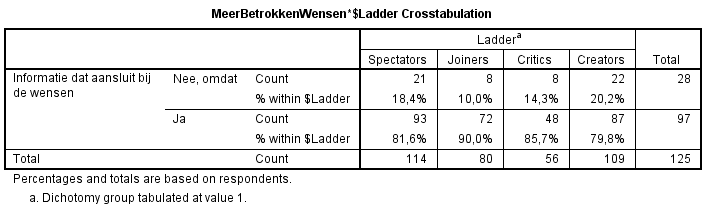 MeerBetrokkenWensen*$Ladder Crosstabulation
Ladderᵃ
Spectators Joiners Critics Creators Total
Informatie dat aansluit bij de wensen Nee, omdat Count 21 8 8 22 28
% within $Ladder 18,4% 10,0% 14,3% 20,2%
Ja Count 93 72 48 87 97
% within $Ladder 81,6% 90,0% 85,7% 79,8%
Total Count 114 80 56 109 125
Percentages and totals are based on respondents.
a. Dichotomy group tabulated at value 1.